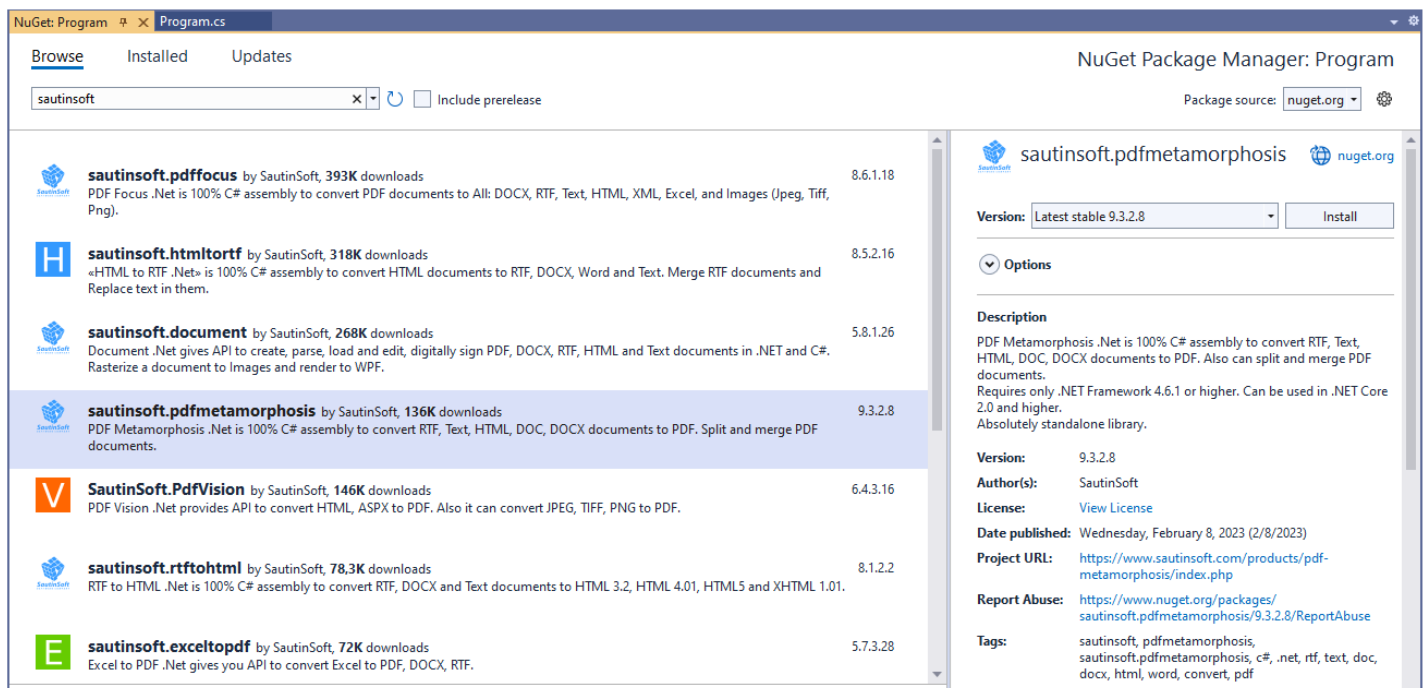 NuGet: Program
Program.cs
Browse Installed Updates
NuGet Package Manager: Program
sautinsoft
Include prerelease
Package source: nuget.org
SautinSoft
sautinsoft.pdffocus by SautinSoft, 393K downloads
8.6.1.18
PDF Focus .Net is 100% C# assembly to convert PDF documents to All: DOCX, RTF, Text, HTML, XML, Excel, and Images (Jpeg, Tiff,
Png).
H
sautinsoft.htmltortf by SautinSoft, 318K downloads
8.5.2.16
«HTML to RTF .Net» is 100% C# assembly to convert HTML documents to RTF, DOCX, Word and Text. Merge RTF documents and
Replace text in them.
SautinSoft
sautinsoft.document by SautinSoft, 268K downloads
5.8.1.26
Document .Net gives API to create, parse, load and edit, digitally sign PDF, DOCX, RTF, HTML and Text documents in .NET and C#.
Rasterize a document to Images and render to WPF.
SautinSoft
sautinsoft.pdfmetamorphosis by SautinSoft, 136K downloads
9.3.2.8
PDF Metamorphosis .Net is 100% C# assembly to convert RTF, Text, HTML, DOC, DOCX documents to PDF. Split and merge PDF
documents.
V
SautinSoft.PdfVision by SautinSoft, 146K downloads
6.4.3.16
PDF Vision .Net provides API to convert HTML, ASPX to PDF. Also it can convert JPEG, TIFF, PNG to PDF.
SautinSoft
sautinsoft.rtftohtml by SautinSoft, 78,3K downloads
8.1.2.2
RTF to HTML .Net is 100% C# assembly to convert RTF, DOCX and Text documents to HTML 3.2, HTML 4.01, HTML5 and XHTML 1.01.
E
sautinsoft.exceltopdf by SautinSoft, 72K downloads
5.7.3.28
Excel to PDF .Net gives you API to convert Excel to PDF, DOCX, RTF.
SautinSoft
sautinsoft.pdfmetamorphosis
nuget.org
Version: Latest stable 9.3.2.8
Install
Options
Description
PDF Metamorphosis .Net is 100% C# assembly to convert RTF, Text,
HTML, DOC, DOCX documents to PDF. Also can split and merge PDF
documents.
Requires only .NET Framework 4.6.1 or higher. Can be used in .NET Core
2.0 and higher.
Absolutely standalone library.
Version: 9.3.2.8
Author(s): SautinSoft
License: View License
Date published: Wednesday, February 8, 2023 (2/8/2023)
Project URL: https://www.sautinsoft.com/products/pdf-
metamorphosis/index.php
Report Abuse: https://www.nuget.org/packages/
sautinsoft.pdfmetamorphosis/9.3.2.8/ReportAbuse
Tags: sautinsoft, pdfmetamorphosis,
sautinsoft.pdfmetamorphosis, c#, .net, rtf, text, doc,
docx, html, word, convert, pdf